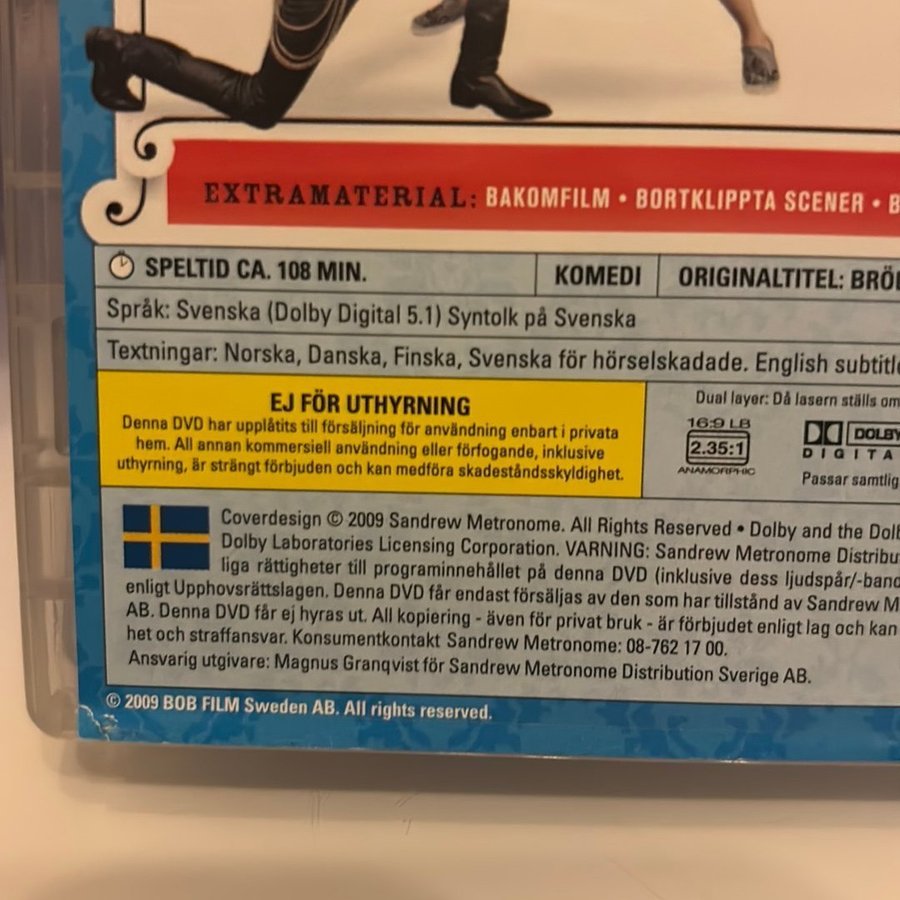 EXTRAMATERIAL: BAKOMFILM • BORTKLIPPTA SCENER • B
SPELTID CA. 108 MIN.
KOMEDI
ORIGINALTITEL: BRÖL
Språk: Svenska (Dolby Digital 5.1) Syntolk på Svenska
Textningar: Norska, Danska, Finska, Svenska för hörselskadade. English subtitle
EJ FÖR UTHYRNING
Denna DVD har upplåtits till försäljning för användning enbart i privata
hem. All annan kommersiell användning eller förfogande, inklusive
uthyrning, är strängt förbjuden och kan medföra skadeståndsskyldighet.
Dual layer: Då lasern ställs om
16:9 LB
2.35:1
ANAMORPHIC
DOLBY
DIGITA
Passar samtlig
Coverdesign © 2009 Sandrew Metronome. All Rights Reserved • Dolby and the Dolb
Dolby Laboratories Licensing Corporation. VARNING: Sandrew Metronome Distribu
liga rättigheter till programinnehållet på denna DVD (inklusive dess ljudspår/-band
enligt Upphovsrättslagen. Denna DVD får endast försäljas av den som har tillstånd av Sandrew M
AB. Denna DVD får ej hyras ut. All kopiering - även för privat bruk - är förbjudet enligt lag och kan
het och straffansvar. Konsumentkontakt Sandrew Metronome: 08-762 17 00.
Ansvarig utgivare: Magnus Granqvist för Sandrew Metronome Distribution Sverige AB.
© 2009 BOB FILM Sweden AB. All rights reserved.